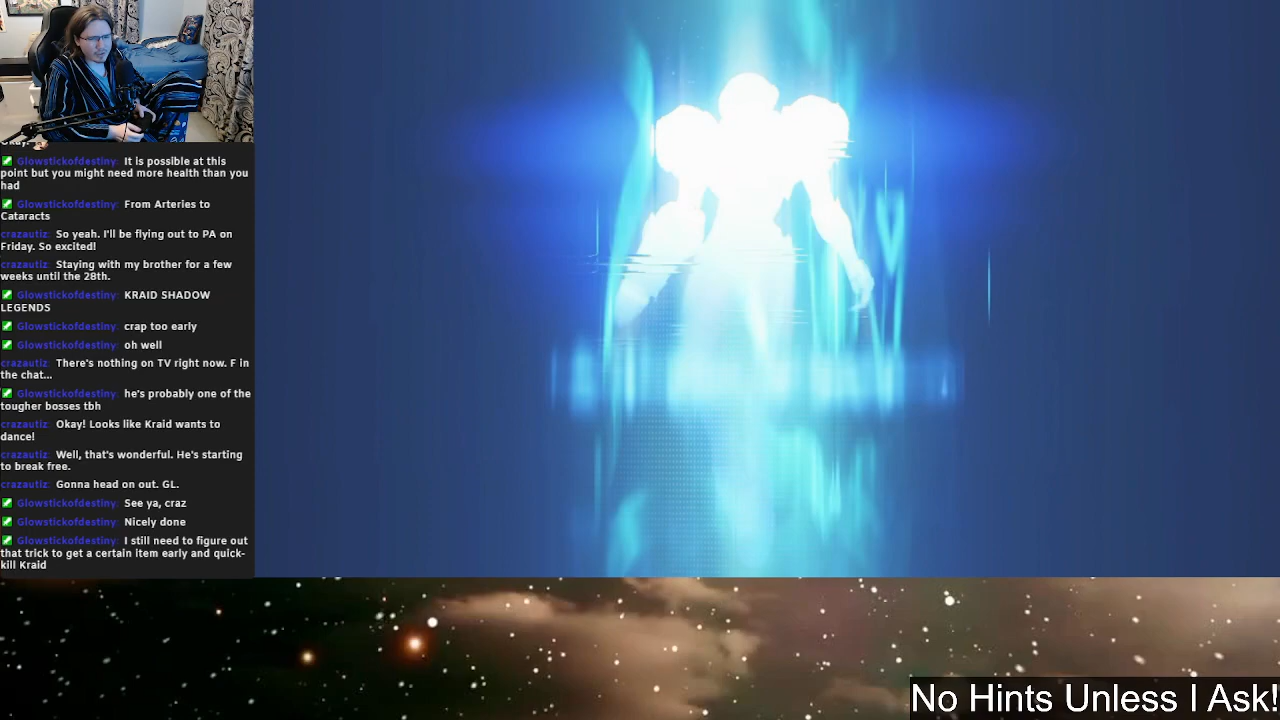 Glowstickofdestiny: It is possible at this
point but you might need more health than you
had
Glowstickofdestiny: From Arteries to
Cataracts
crazautiz: So yeah. I'll be flying out to PA on
Friday. So excited!
crazautiz: Staying with my brother for a few
weeks until the 28th.
Glowstickofdestiny: KRAID SHADOW
LEGENDS
Glowstickofdestiny: crap too early
Glowstickofdestiny: oh well
crazautiz: There's nothing on TV right now. F in
the chat...
Glowstickofdestiny: he's probably one of the
tougher bosses tbh
crazautiz: Okay! Looks like Kraid wants to
dance!
crazautiz: Well, that's wonderful. He's starting
to break free.
crazautiz: Gonna head on out. GL.
Glowstickofdestiny: See ya, craz
Glowstickofdestiny: Nicely done
Glowstickofdestiny: I still need to figure out
that trick to get a certain item early and quick-
kill Kraid
No Hints Unless I Ask!